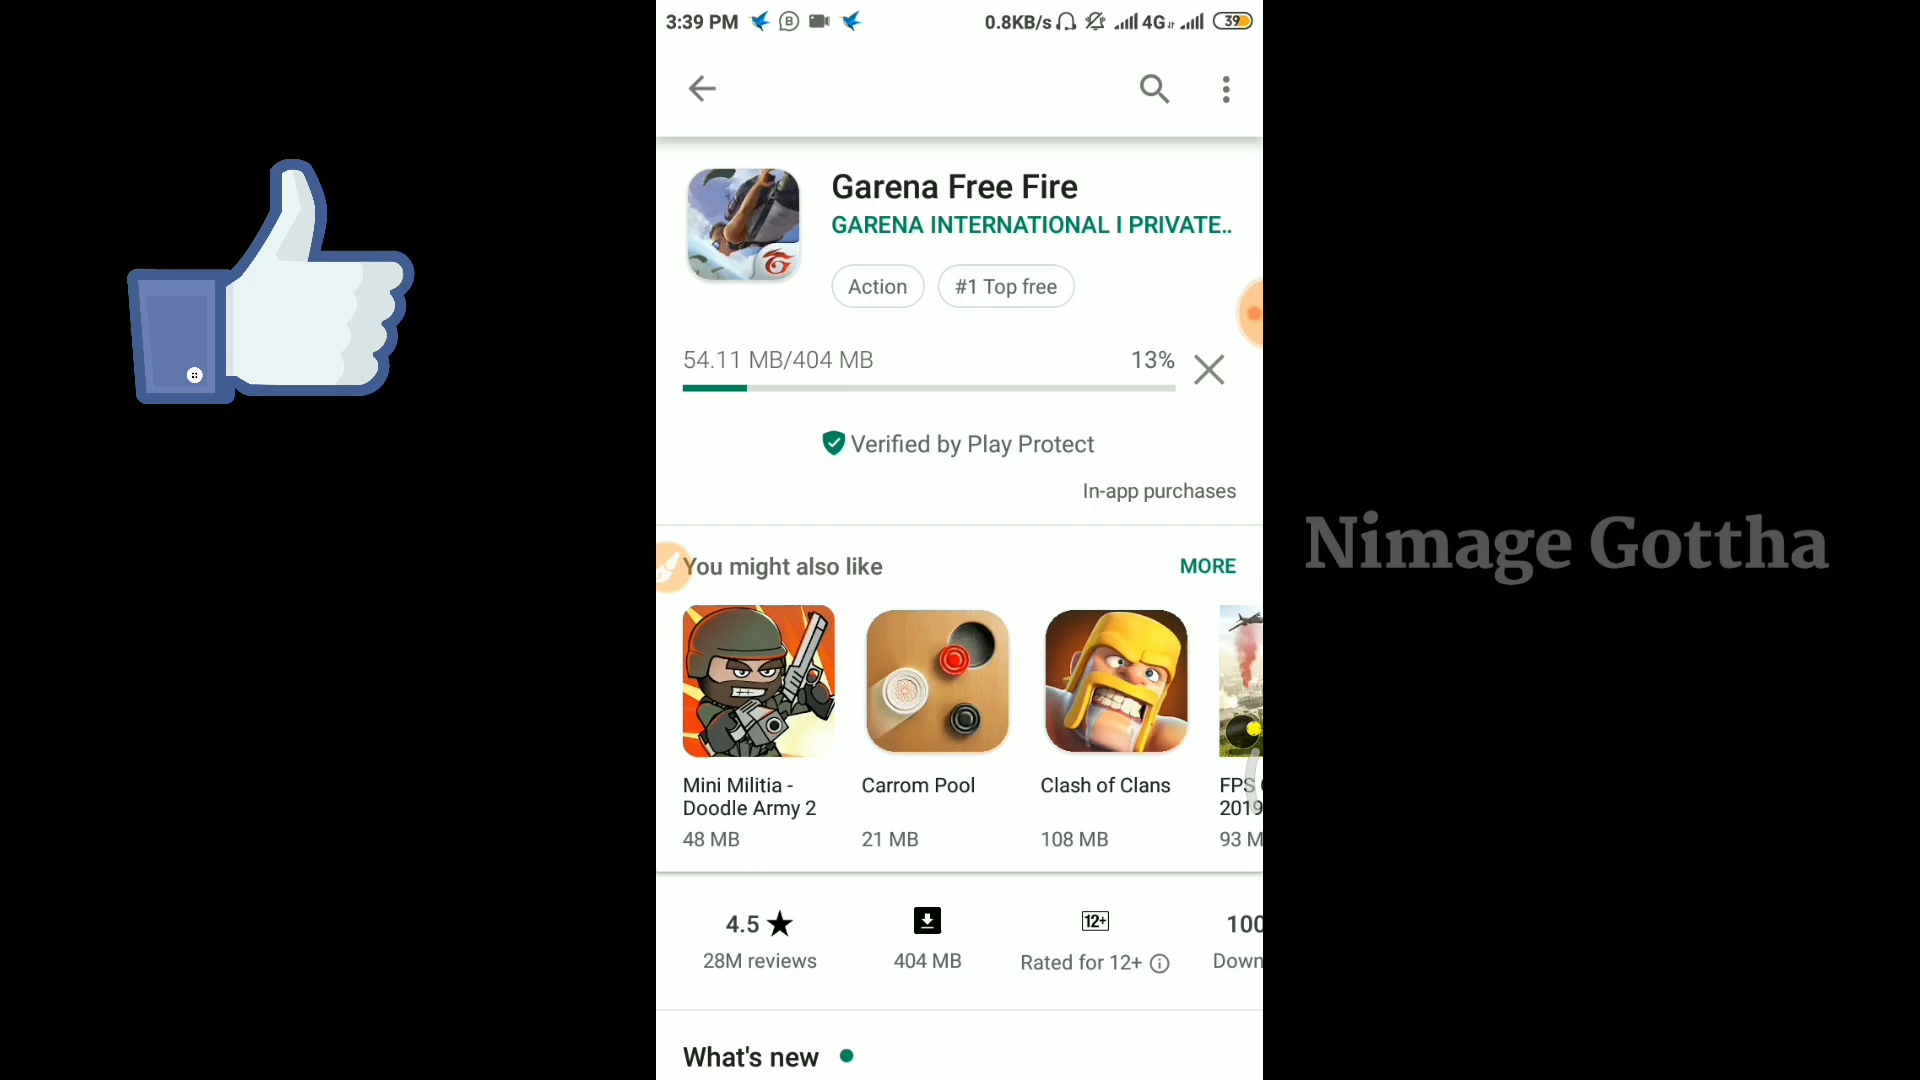 3:39 PM
0.8KB/s
4G
39
Garena Free Fire
GARENA INTERNATIONAL I PRIVATE..
Action
#1 Top free
54.11 MB/404 MB
13%
Verified by Play Protect
In-app purchases
You might also like
MORE
Mini Militia -
Doodle Army 2
48 MB
Carrom Pool
21 MB
Clash of Clans
108 MB
FPS
2019
93 M
Nimage Gottha
4.5
28M reviews
404 MB
12+
Rated for 12+
100
Down
What's new